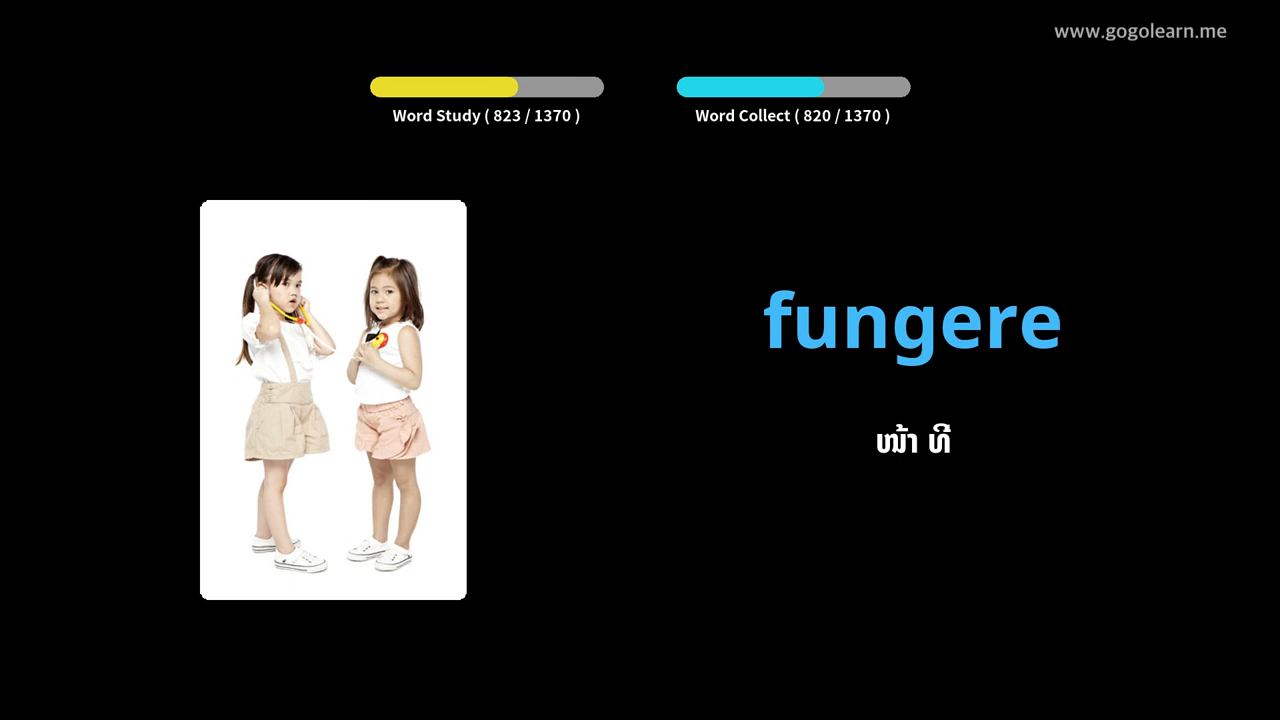 www.gogolearn.me
Word Study ( 823 / 1370 )
Word Collect ( 820 / 1370 )
fungere
ໜ້າ ທີ່